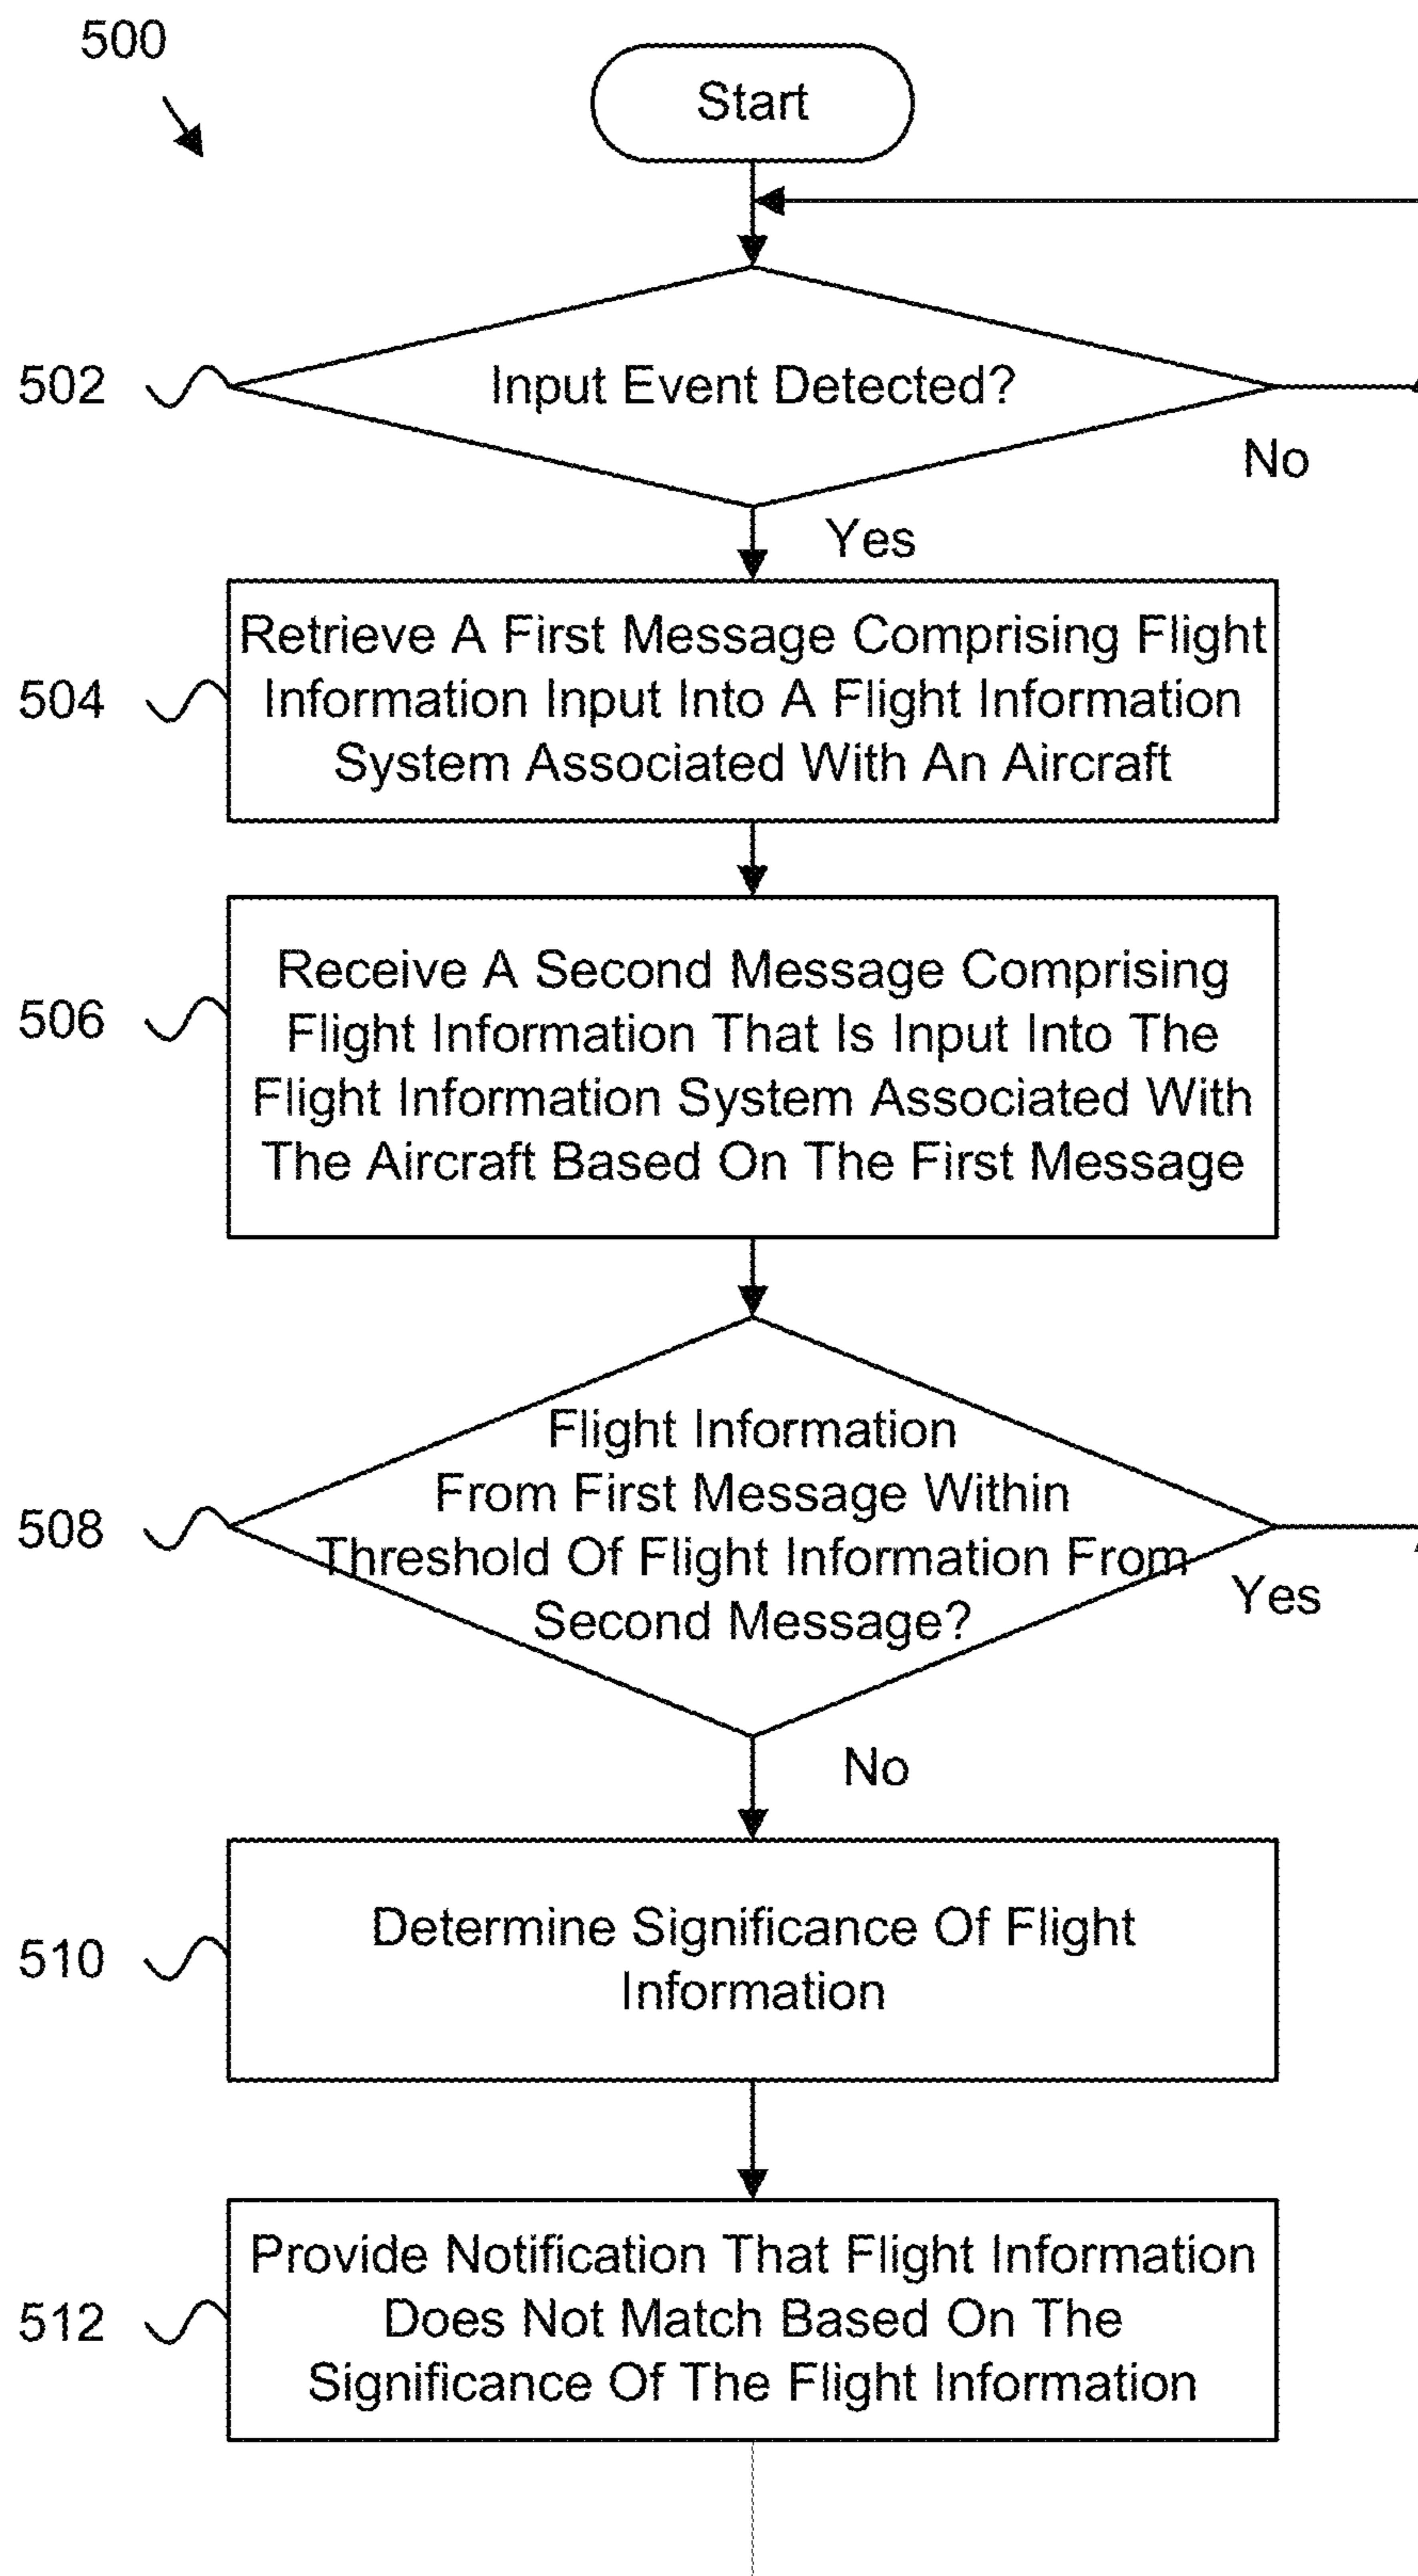 500
Start
502
Input Event Detected?
No
Yes
504
Retrieve A First Message Comprising Flight
Information Input Into A Flight Information
System Associated With An Aircraft
506
Receive A Second Message Comprising
Flight Information That Is Input Into The
Flight Information System Associated With
The Aircraft Based On The First Message
508
Flight Information
From First Message Within
Threshold Of Flight Information From
Second Message?
Yes
No
510
Determine Significance Of Flight
Information
512
Provide Notification That Flight Information
Does Not Match Based On The
Significance Of The Flight Information